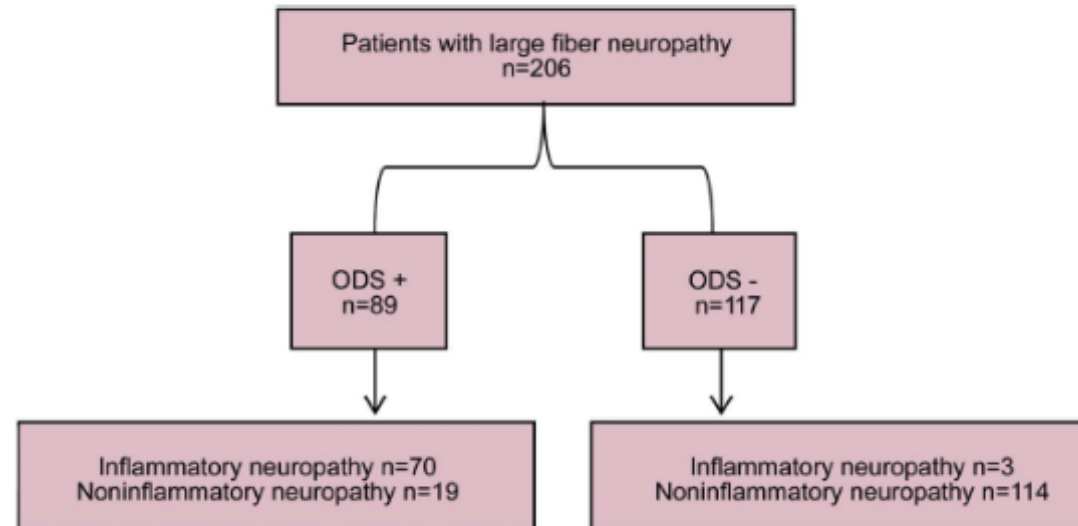 Patients with large fiber neuropathy
n=206
ODS +
n=89
ODS -
n=117
Inflammatory neuropathy n=70
Noninflammatory neuropathy n=19
Inflammatory neuropathy n=3
Noninflammatory neuropathy n=114